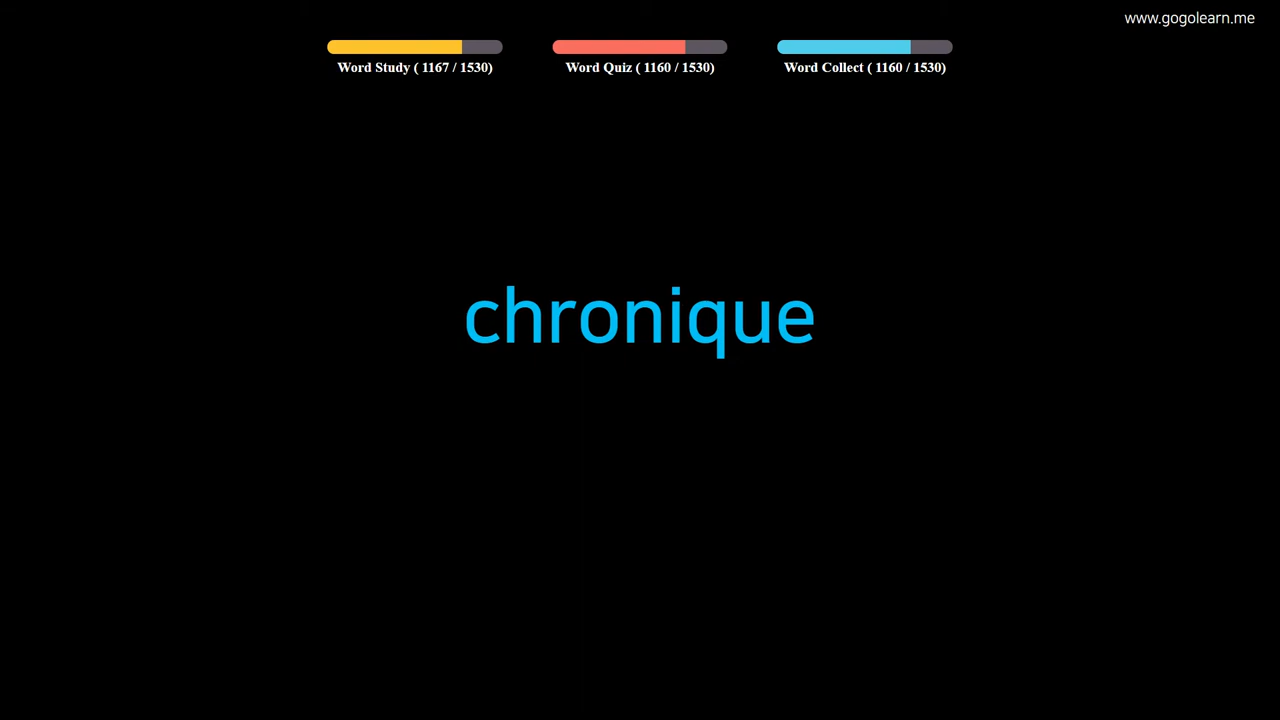 www.gogolearn.me
Word Study ( 1167 / 1530)
Word Quiz ( 1160 / 1530)
Word Collect ( 1160 / 1530)
chronique